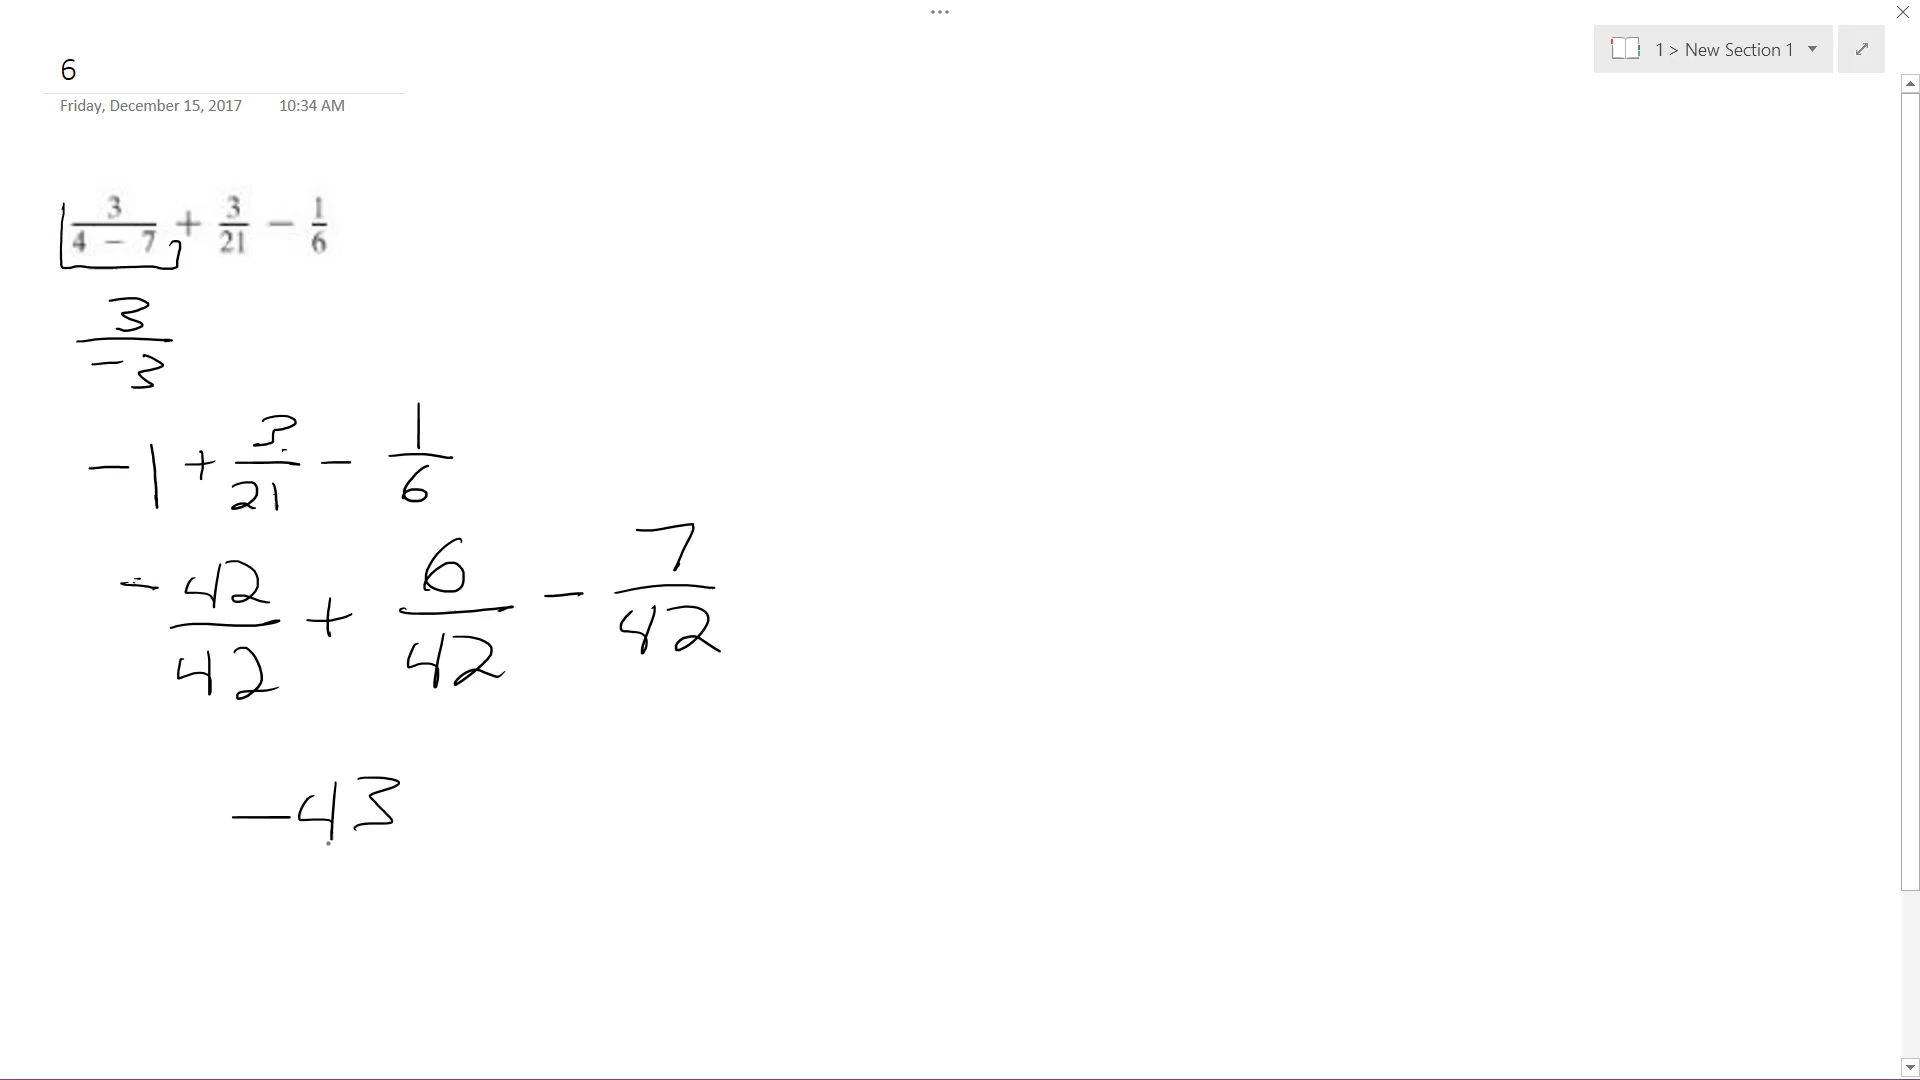 1 > New Section 1
6
Friday, December 15, 2017 10:34 AM
3/(4 - 7) + 3/21 - 1/6
3/-3
-1 + 3/21 - 1/6
- 42/42 + 6/42 - 7/42
-43